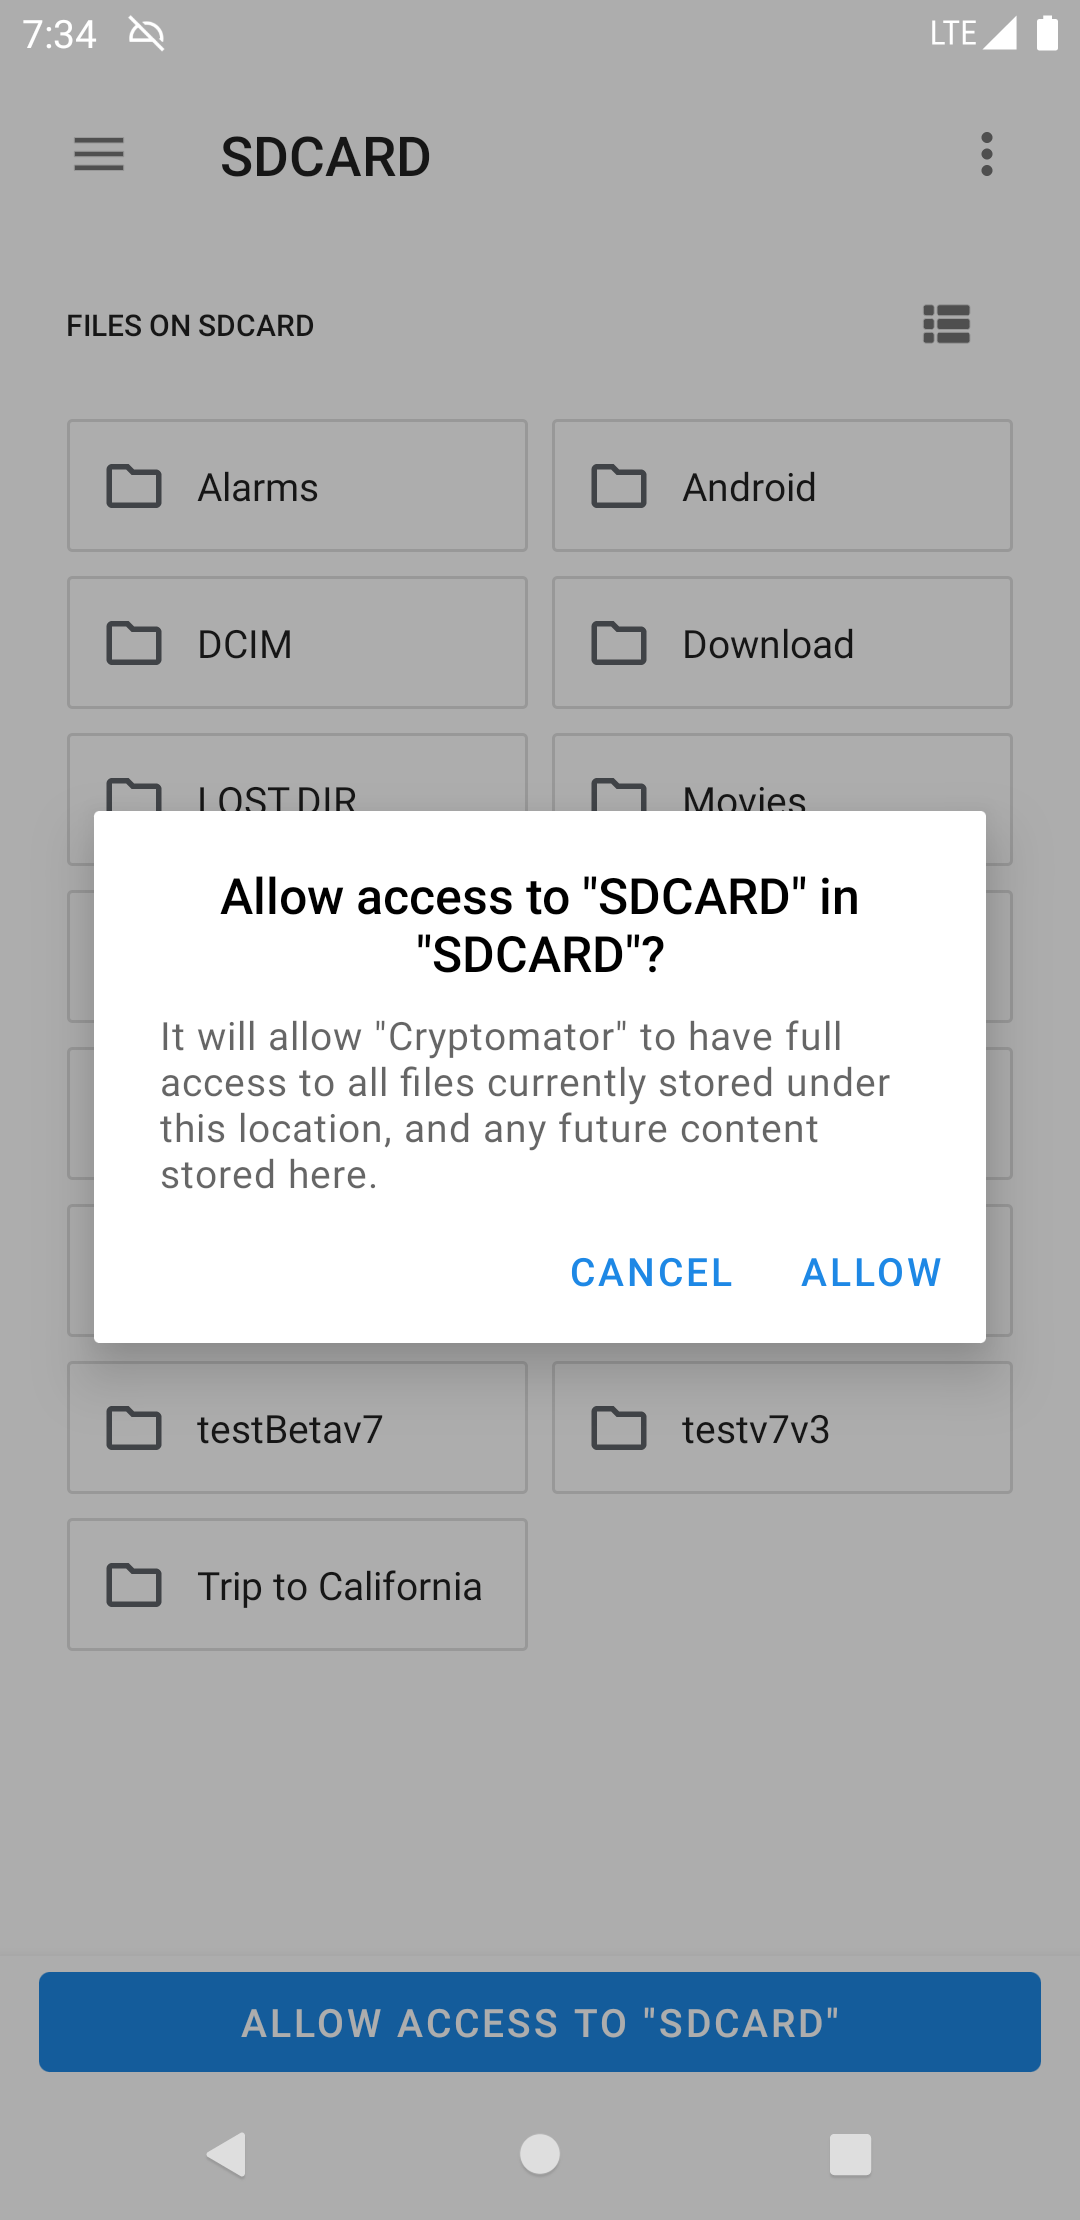 7:34 LTE
SDCARD
FILES ON SDCARD
Alarms Android
DCIM Download
LOST.DIR Movies
Allow access to "SDCARD" in
"SDCARD"?
It will allow "Cryptomator" to have full
access to all files currently stored under
this location, and any future content
stored here.
CANCEL ALLOW
testBetav7 testv7v3
Trip to California
ALLOW ACCESS TO "SDCARD"